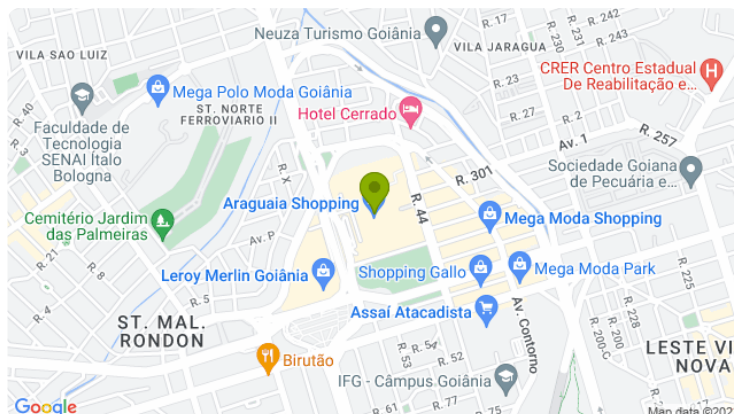 R. 242
R. 231
R. 230
R. 243
Neuza Turismo Goiânia
VILA JARAGUA
VILA SAO LUIZ
CRER Centro Estadual
De Reabilitação e...
R. 23
Mega Polo Moda Goiânia
ST. NORTE
FERROVIARIO II
Hotel Cerrado
R. 27
R. 2
R. 40
Av. 1
R. 257
Faculdade de
Tecnologia
SENAI Ítalo
Bologna
R. X
R. 301
Sociedade Goiana
de Pecuária e...
Araguaia Shopping
R. 44
Mega Moda Shopping
Cemitério Jardim
das Palmeiras
Av. P
R. 21
R. 8
Leroy Merlin Goiânia
Shopping Gallo
Mega Moda Park
R. 225
R. 5
R. 4
Assaí Atacadista
Av. Contorno
R. 228
R. 200
R. 200-C
ST. MAL.
RONDON
R. 53
R. 54
R. 52
Birutão
LESTE VI
NOVA
IFG - Câmpus Goiânia
R. 77
R. 61
R. 75
Google
Map data ©202